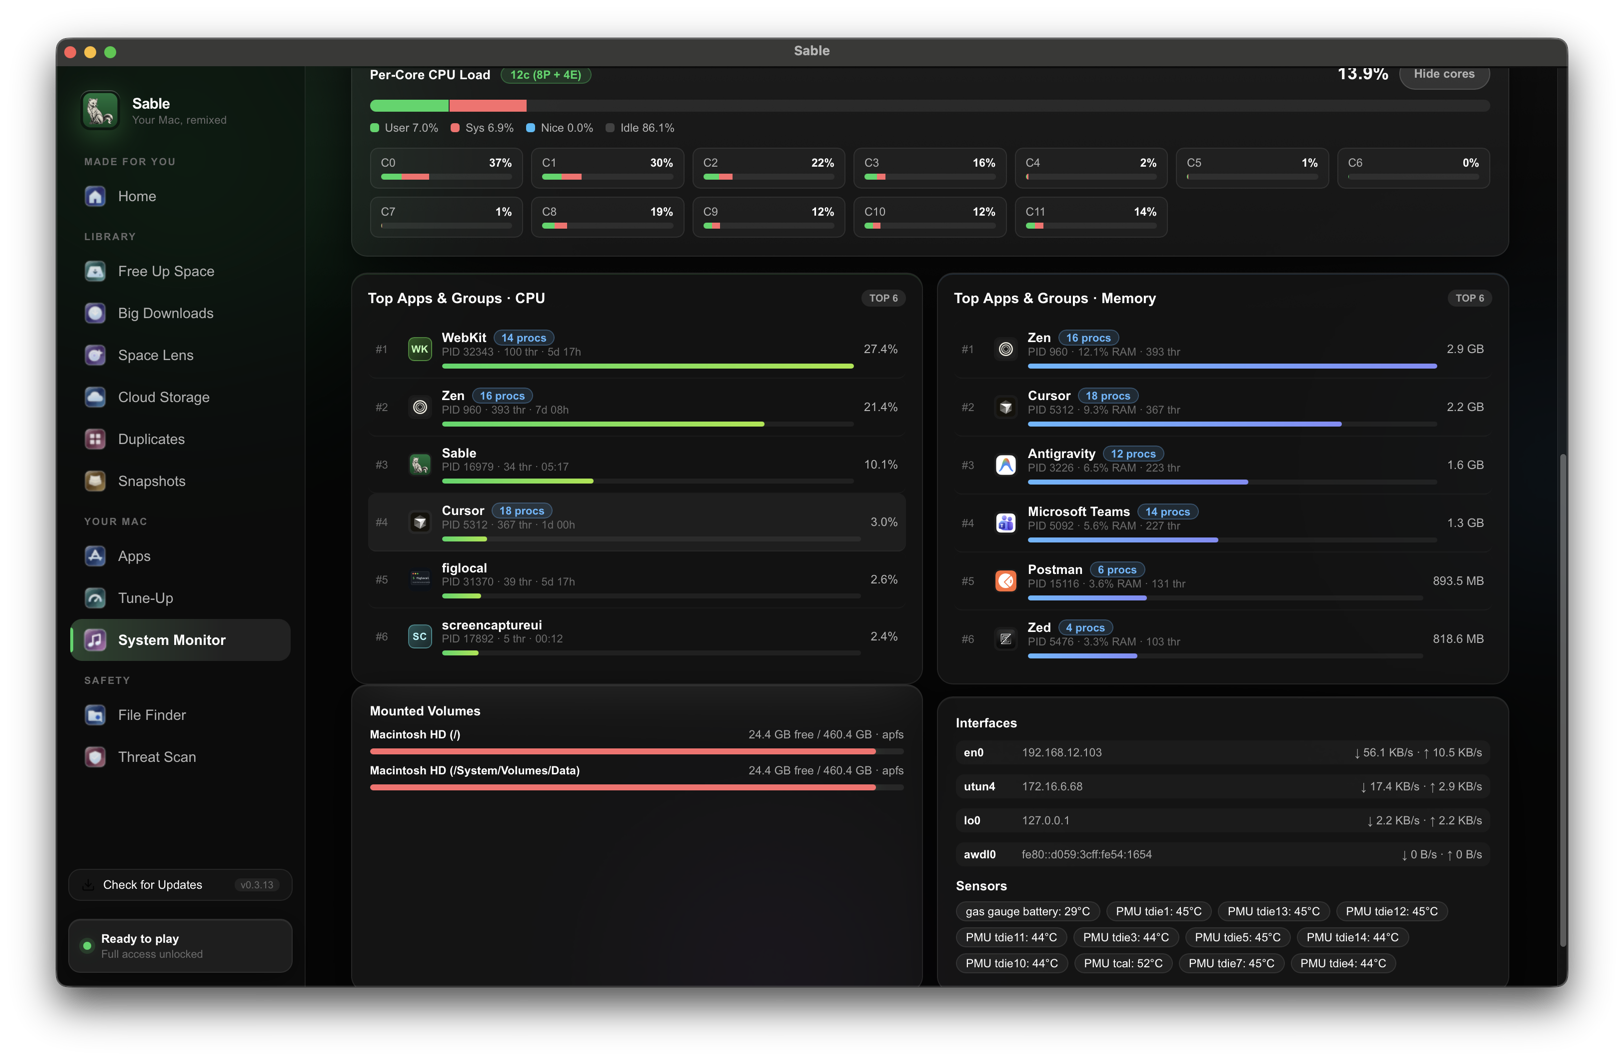 Sable
Sable
Your Mac, remixed
MADE FOR YOU
Home
LIBRARY
Free Up Space
Big Downloads
Space Lens
Cloud Storage
Duplicates
Snapshots
YOUR MAC
Apps
Tune-Up
System Monitor
SAFETY
File Finder
Threat Scan
Check for Updates v0.3.13
Ready to play
Full access unlocked
Per-Core CPU Load 12c (8P + 4E) 13.9% Hide cores
User 7.0% Sys 6.9% Nice 0.0% Idle 86.1%
C0 37% C1 30% C2 22% C3 16% C4 2% C5 1% C6 0%
C7 1% C8 19% C9 12% C10 12% C11 14%
Top Apps & Groups · CPU TOP 6
#1 WK WebKit 14 procs 27.4%
PID 32343 · 100 thr · 5d 17h
#2 Zen 16 procs 21.4%
PID 960 · 393 thr · 7d 08h
#3 Sable 10.1%
PID 16979 · 34 thr · 05:17
#4 Cursor 18 procs 3.0%
PID 5312 · 367 thr · 1d 00h
#5 figlocal 2.6%
PID 31370 · 39 thr · 5d 17h
#6 SC screencaptureui 2.4%
PID 17892 · 5 thr · 00:12
Top Apps & Groups · Memory TOP 6
#1 Zen 16 procs 2.9 GB
PID 960 · 12.1% RAM · 393 thr
#2 Cursor 18 procs 2.2 GB
PID 5312 · 9.3% RAM · 367 thr
#3 Antigravity 12 procs 1.6 GB
PID 3226 · 6.5% RAM · 223 thr
#4 Microsoft Teams 14 procs 1.3 GB
PID 5092 · 5.6% RAM · 227 thr
#5 Postman 6 procs 893.5 MB
PID 15116 · 3.6% RAM · 131 thr
#6 Zed 4 procs 818.6 MB
PID 5476 · 3.3% RAM · 103 thr
Mounted Volumes
Macintosh HD (/) 24.4 GB free / 460.4 GB · apfs
Macintosh HD (/System/Volumes/Data) 24.4 GB free / 460.4 GB · apfs
Interfaces
en0 192.168.12.103 ↓ 56.1 KB/s · ↑ 10.5 KB/s
utun4 172.16.6.68 ↓ 17.4 KB/s · ↑ 2.9 KB/s
lo0 127.0.0.1 ↓ 2.2 KB/s · ↑ 2.2 KB/s
awdl0 fe80::d059:3cff:fe54:1654 ↓ 0 B/s · ↑ 0 B/s
Sensors
gas gauge battery: 29°C PMU tdie1: 45°C PMU tdie13: 45°C PMU tdie12: 45°C
PMU tdie11: 44°C PMU tdie3: 44°C PMU tdie5: 45°C PMU tdie14: 44°C
PMU tdie10: 44°C PMU tcal: 52°C PMU tdie7: 45°C PMU tdie4: 44°C